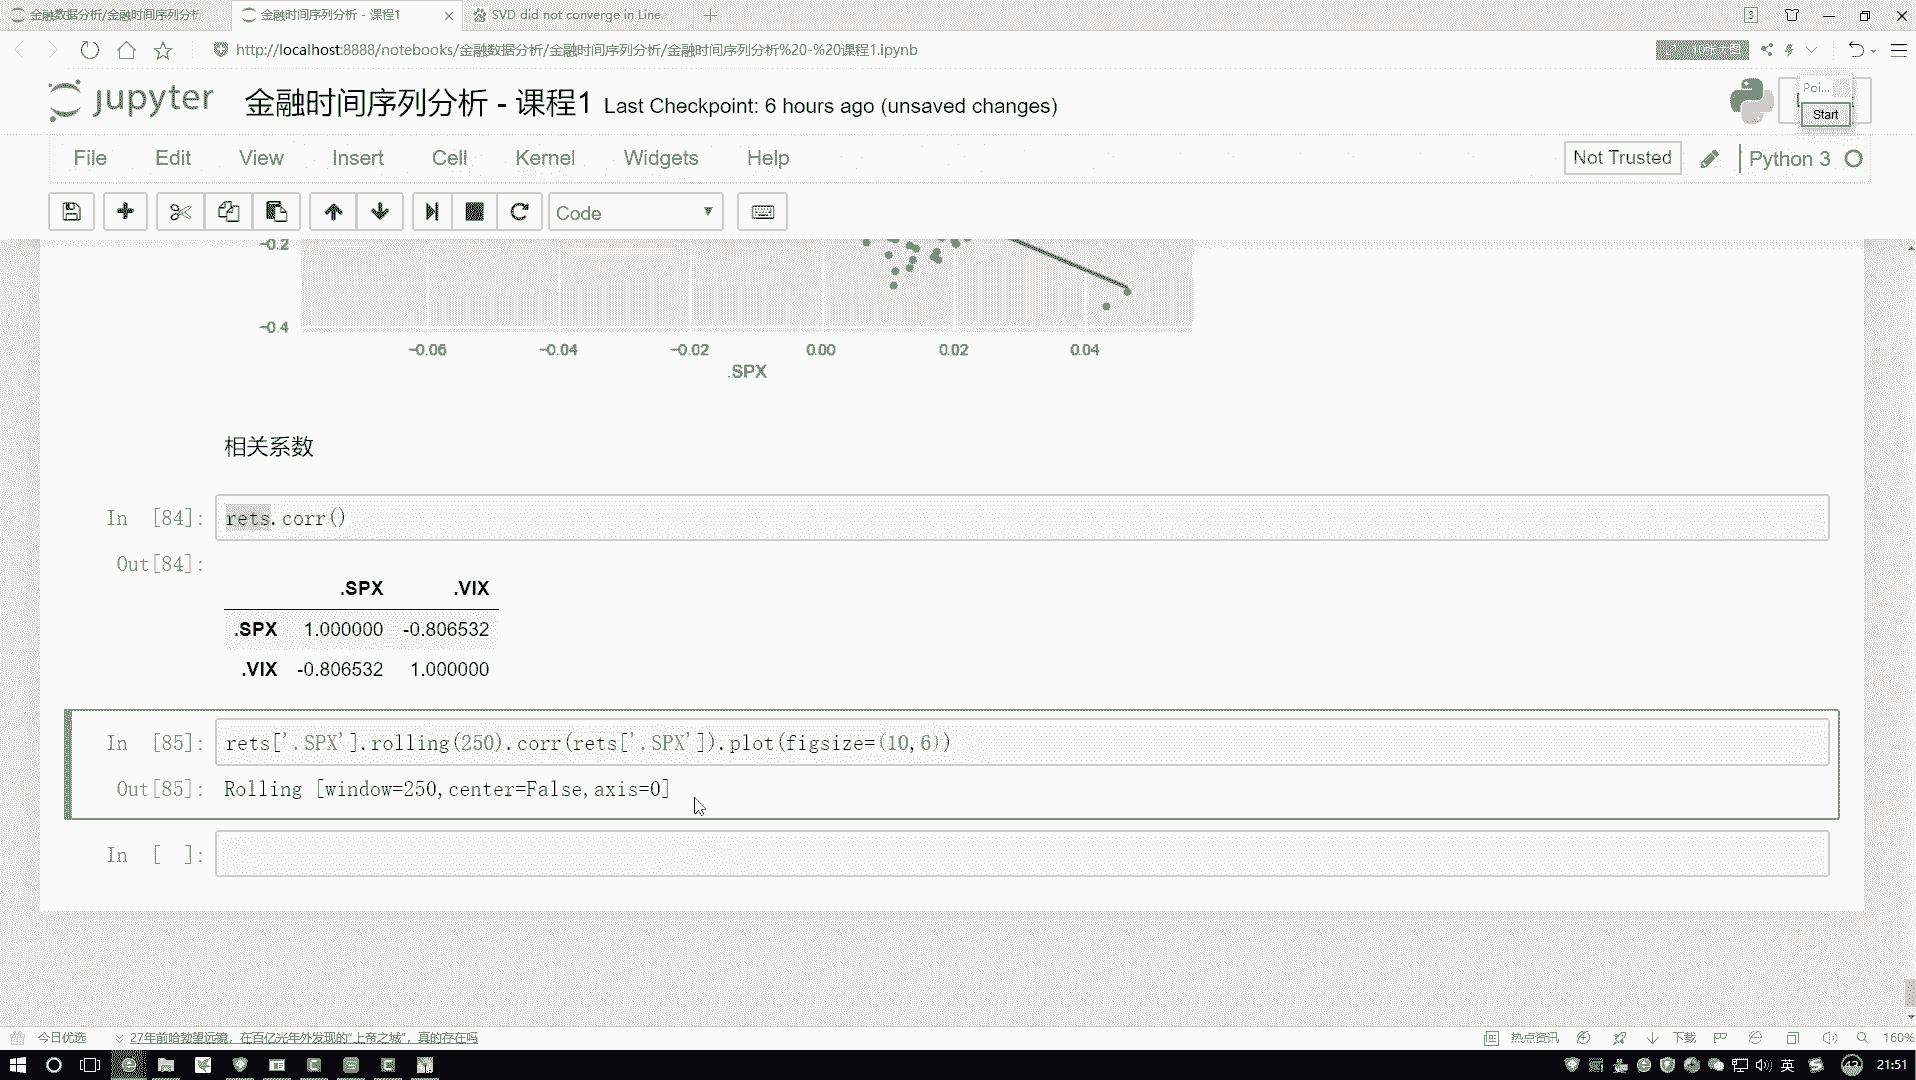 金融数据分析/金融时间序列分析
金融时间序列分析 - 课程1
SVD did not converge in Line
3
http://localhost:8888/notebooks/金融数据分析/金融时间序列分析/金融时间序列分析%20-%20课程1.ipynb
10张大图
jupyter 金融时间序列分析 - 课程1 Last Checkpoint: 6 hours ago (unsaved changes)
Poi...
Start
File Edit View Insert Cell Kernel Widgets Help
Not Trusted
Python 3
Code
-0.2
-0.4
-0.06 -0.04 -0.02 0.00 0.02 0.04
.SPX
相关系数
In [84]: rets.corr()
Out[84]:
.SPX .VIX
.SPX 1.000000 -0.806532
.VIX -0.806532 1.000000
In [85]: rets['.SPX'].rolling(250).corr(rets['.SPX']).plot(figsize=(10,6))
Out[85]: Rolling [window=250,center=False,axis=0]
In [ ]:
今日优选
27年前哈勃望远镜，在百亿光年外发现的“上帝之城”，真的存在吗
热点资讯
下载
160%
英
43
21:51